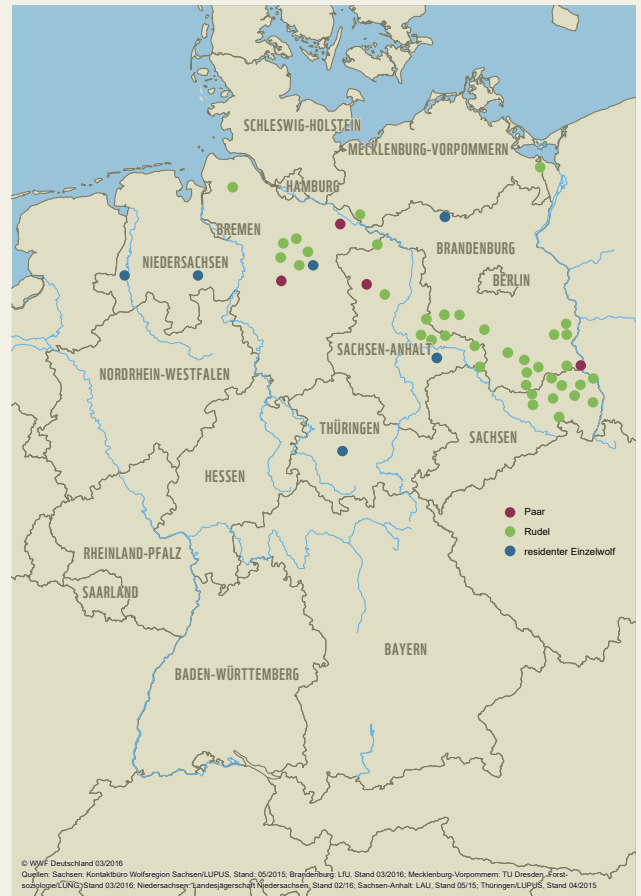 SCHLESWIG-HOLSTEIN
MECKLENBURG-VORPOMMERN
HAMBURG
BREMEN
NIEDERSACHSEN
BRANDENBURG
BERLIN
SACHSEN-ANHALT
NORDRHEIN-WESTFALEN
THÜRINGEN
SACHSEN
HESSEN
Paar
Rudel
residenter Einzelwolf
RHEINLAND-PFALZ
SAARLAND
BAYERN
BADEN-WÜRTTEMBERG
© WWF Deutschland 03/2016
Quellen: Sachsen: Kontaktbüro Wolfsregion Sachsen/LUPUS, Stand: 05/2015; Brandenburg: LfU, Stand 03/2016; Mecklenburg-Vorpommern: TU Dresden, Forst-
soziologie/LUNG, Stand 03/2016; Niedersachsen: Landesjägerschaft Niedersachsen, Stand 02/16; Sachsen-Anhalt: LAU, Stand 05/15; Thüringen/LUPUS, Stand 04/2015